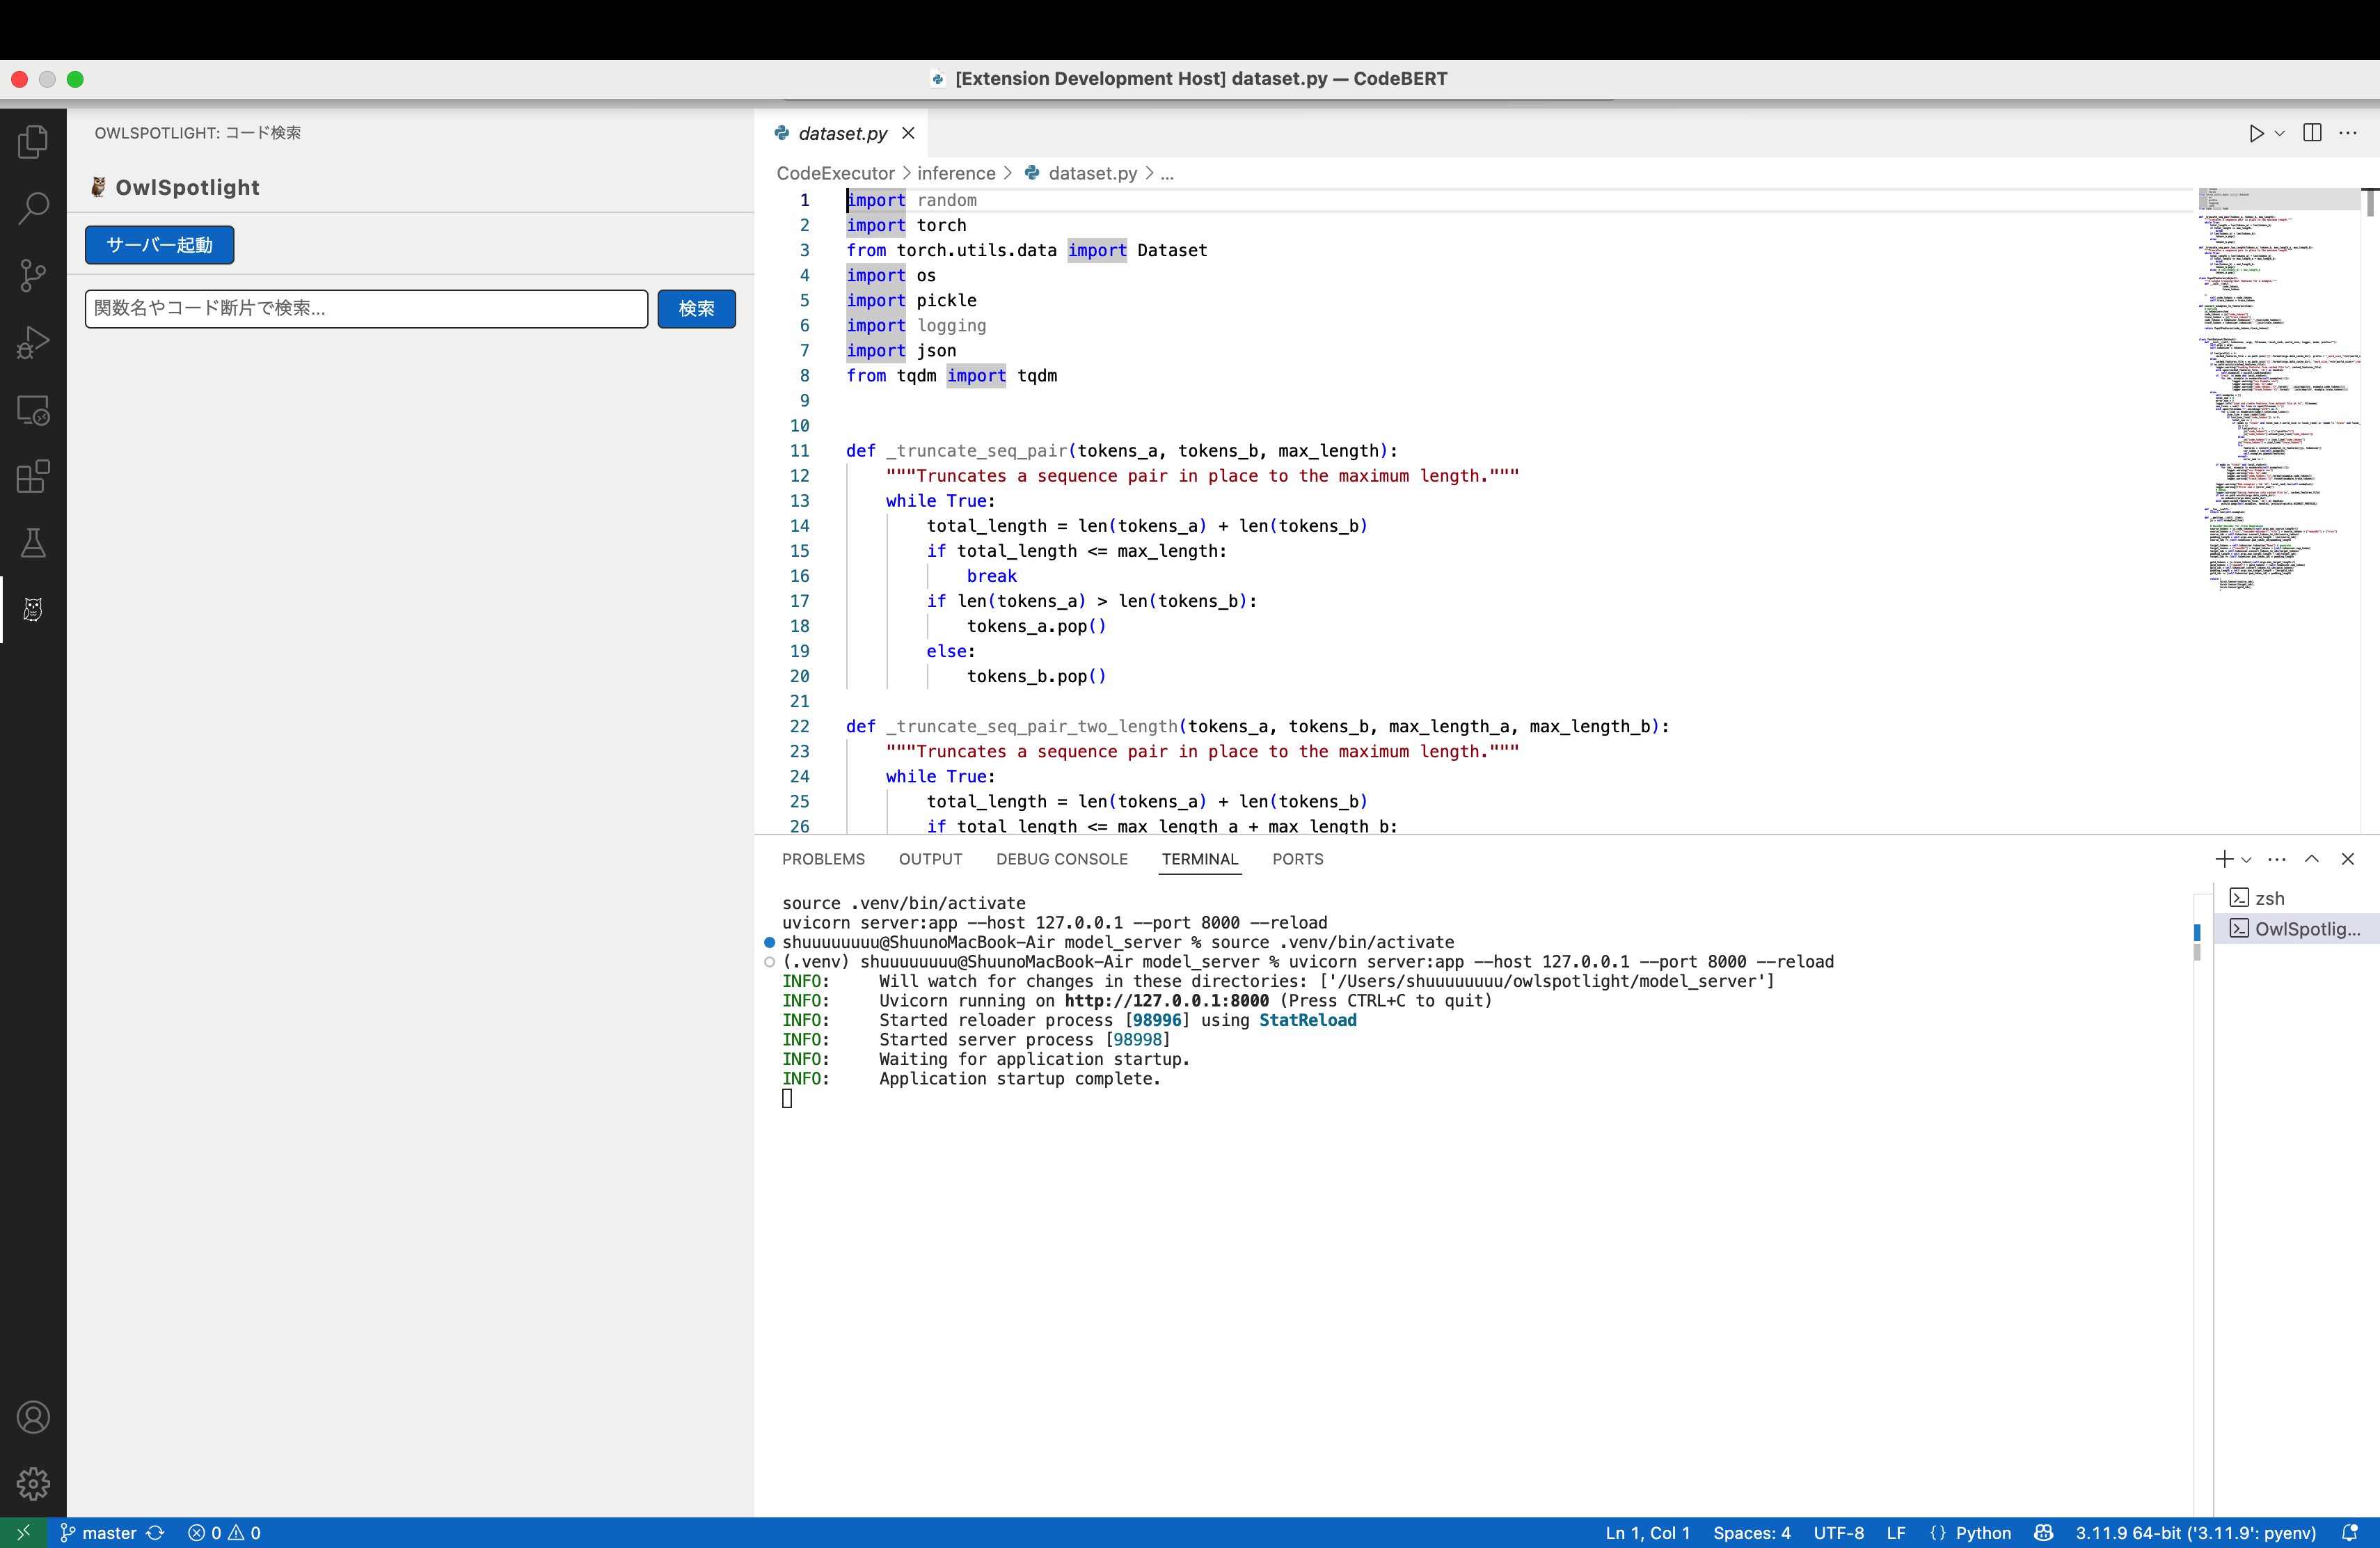 [Extension Development Host] dataset.py — CodeBERT
OWLSPOTLIGHT: コード検索
OwlSpotlight
サーバー起動
関数名やコード断片で検索...
検索
dataset.py
CodeExecutor > inference > dataset.py > ...
1 import random
2 import torch
3 from torch.utils.data import Dataset
4 import os
5 import pickle
6 import logging
7 import json
8 from tqdm import tqdm
9
10
11 def _truncate_seq_pair(tokens_a, tokens_b, max_length):
12 """Truncates a sequence pair in place to the maximum length."""
13 while True:
14 total_length = len(tokens_a) + len(tokens_b)
15 if total_length <= max_length:
16 break
17 if len(tokens_a) > len(tokens_b):
18 tokens_a.pop()
19 else:
20 tokens_b.pop()
21
22 def _truncate_seq_pair_two_length(tokens_a, tokens_b, max_length_a, max_length_b):
23 """Truncates a sequence pair in place to the maximum length."""
24 while True:
25 total_length = len(tokens_a) + len(tokens_b)
26 if total_length <= max_length_a + max_length_b:
PROBLEMS OUTPUT DEBUG CONSOLE TERMINAL PORTS
source .venv/bin/activate
uvicorn server:app --host 127.0.0.1 --port 8000 --reload
shuuuuuuuu@ShuunoMacBook-Air model_server % source .venv/bin/activate
(.venv) shuuuuuuuu@ShuunoMacBook-Air model_server % uvicorn server:app --host 127.0.0.1 --port 8000 --reload
INFO: Will watch for changes in these directories: ['/Users/shuuuuuuuu/owlspotlight/model_server']
INFO: Uvicorn running on http://127.0.0.1:8000 (Press CTRL+C to quit)
INFO: Started reloader process [98996] using StatReload
INFO: Started server process [98998]
INFO: Waiting for application startup.
INFO: Application startup complete.
zsh
OwlSpotlig...
master 0 0
Ln 1, Col 1 Spaces: 4 UTF-8 LF {} Python 3.11.9 64-bit ('3.11.9': pyenv)